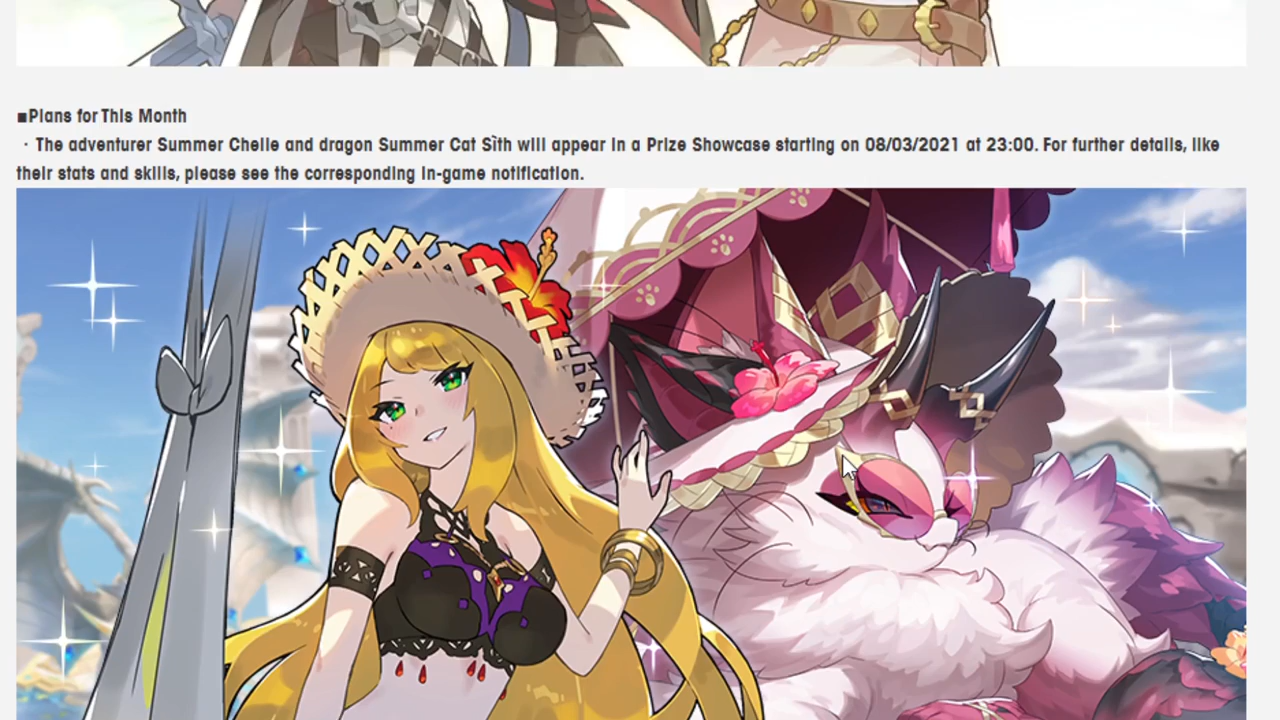 ■Plans for This Month
・The adventurer Summer Chelle and dragon Summer Cat Sìth will appear in a Prize Showcase starting on 08/03/2021 at 23:00. For further details, like
their stats and skills, please see the corresponding in-game notification.